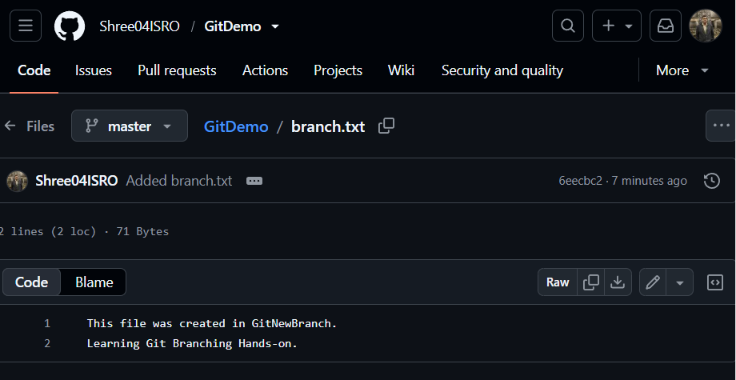 Shree04ISRO / GitDemo
Code Issues Pull requests Actions Projects Wiki Security and quality More
Files master GitDemo / branch.txt
Shree04ISRO Added branch.txt 6eecbc2 · 7 minutes ago
2 lines (2 loc) · 71 Bytes
Code Blame Raw
1 This file was created in GitNewBranch.
2 Learning Git Branching Hands-on.